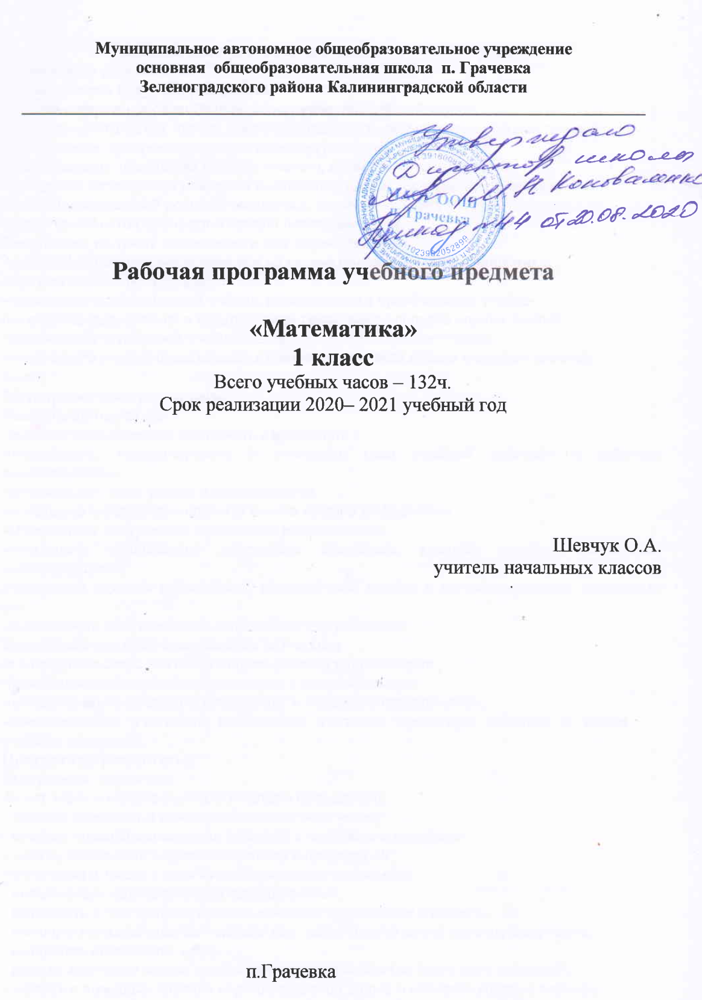 Муниципальное автономное общеобразовательное учреждение
основная общеобразовательная школа п. Грачевка
Зеленоградского района Калининградской области
Утверждаю
Директор школы
/ И Н Коноваленко
Приказ №44 от 20.08.2020
МАОУ ООШ
п. Грачевка
Рабочая программа учебного предмета
«Математика»
1 класс
Всего учебных часов – 132ч.
Срок реализации 2020– 2021 учебный год
Шевчук О.А.
учитель начальных классов
п.Грачевка